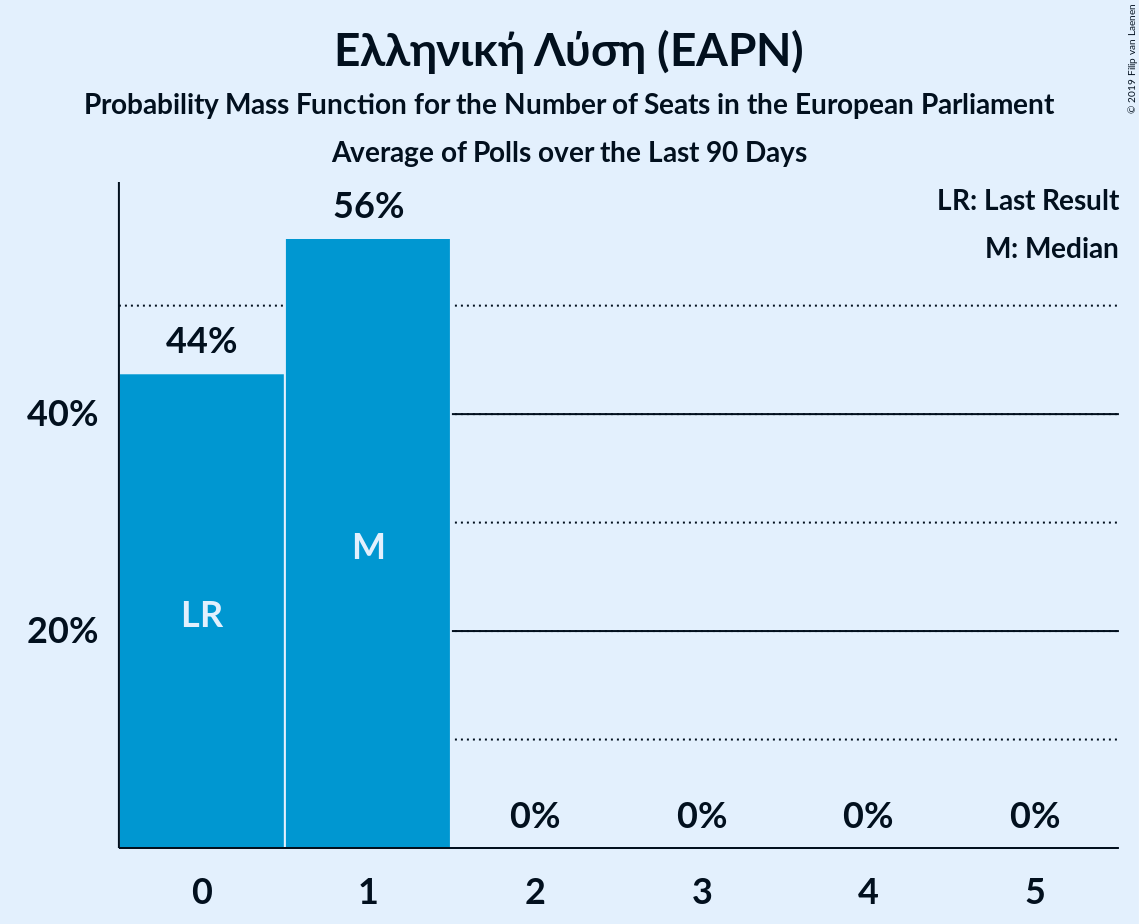 Ελληνική Λύση (EAPN)
Probability Mass Function for the Number of Seats in the European Parliament
Average of Polls over the Last 90 Days
© 2019 Filip van Laenen
LR: Last Result
M: Median
56%
44%
40%
20%
M
LR
0% 0% 0% 0%
0 1 2 3 4 5